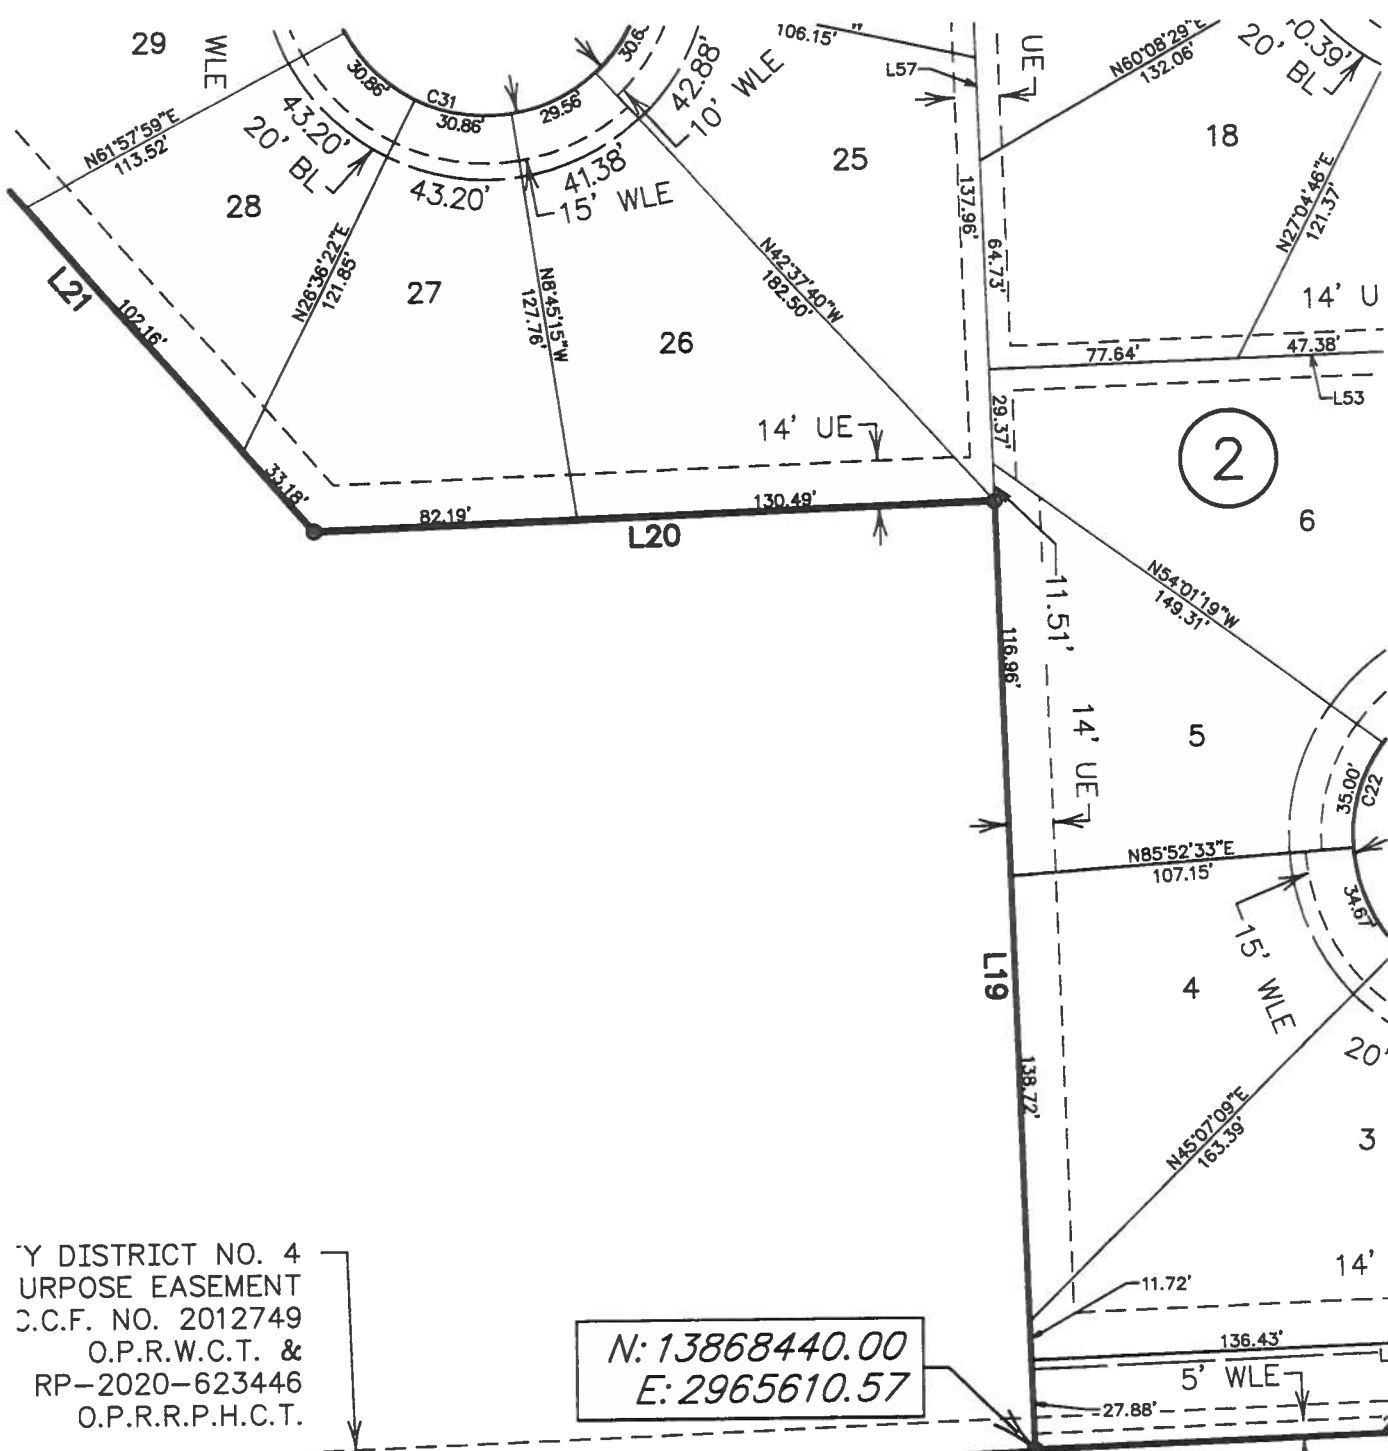 29
WLE
30.86'
C31
30.86'
29.56'
43.20'
20' BL
43.20'
41.38'
15' WLE
42.88'
10' WLE
106.15'
L57
UE
N60°08'29"E
132.06'
20' BL
18
25
N61°57'59"E
113.52'
28
N26°36'22"E
121.85'
27
N8°45'15"W
127.76'
26
N42°37'40"W
182.50'
137.96'
64.73'
N27°04'46"E
121.37'
14' U
77.64'
47.38'
L53
L21
102.16'
33.18'
14' UE
29.37'
2
6
82.19'
L20
130.49'
11.51'
N54°01'19"W
149.31'
116.96'
14' UE
5
35.00'
C22
N85°52'33"E
107.15'
34.67'
15' WLE
L19
4
20'
138.72'
N45°07'09"E
163.39'
3
Y DISTRICT NO. 4
URPOSE EASEMENT
C.C.F. NO. 2012749
O.P.R.W.C.T. &
RP-2020-623446
O.P.R.R.P.H.C.T.
14'
11.72'
136.43'
N: 13868440.00
E: 2965610.57
5' WLE
27.88'